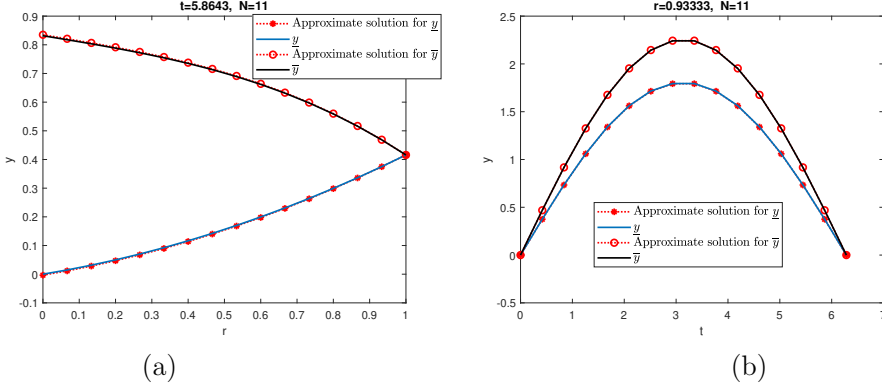 t=5.8643, N=11
0.9
0.8
0.7
0.6
0.5
0.4
0.3
0.2
0.1
0
-0.1
y
0 0.1 0.2 0.3 0.4 0.5 0.6 0.7 0.8 0.9 1
r
Approximate solution for y̲
y̲
Approximate solution for y̅
y̅
(a)
r=0.93333, N=11
2.5
2
1.5
1
0.5
0
-0.5
y
0 1 2 3 4 5 6 7
t
Approximate solution for y̲
y̲
Approximate solution for y̅
y̅
(b)